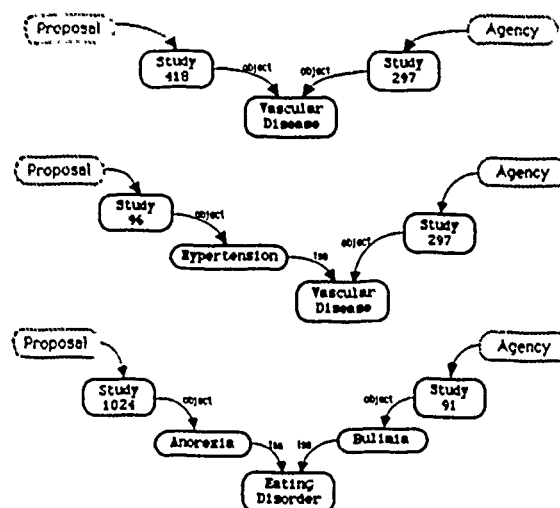 Proposal
Agency
Study
418
object
object
Study
297
Vascular
Disease
Proposal
Agency
Study
96
object
Study
297
Hypertension
isa
object
Vascular
Disease
Proposal
Agency
Study
1024
object
object
Study
91
Anorexia
isa
isa
Bulimia
Eating
Disorder